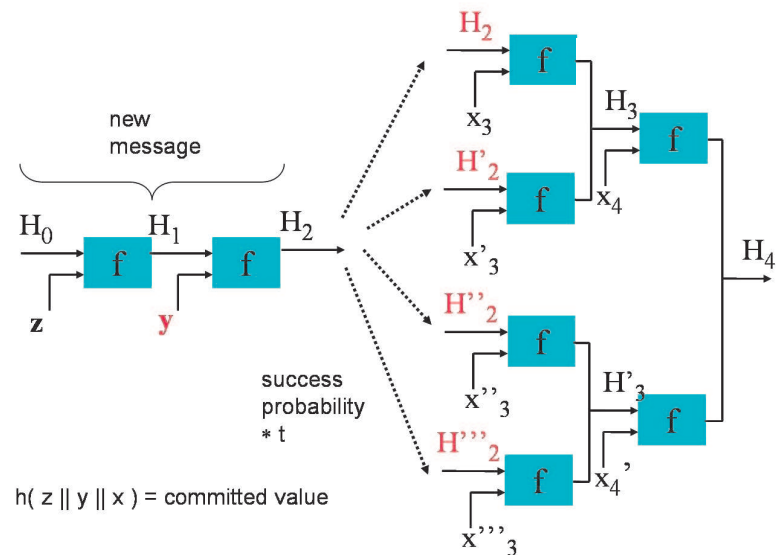 new
message
H₀
f
z
H₁
f
y
H₂
success
probability
* t
h( z || y || x ) = committed value
H₂
f
x₃
H'₂
f
x'₃
H''₂
f
x''₃
H'''₂
f
x'''₃
H₃
f
x₄
H'₃
f
x₄'
H₄